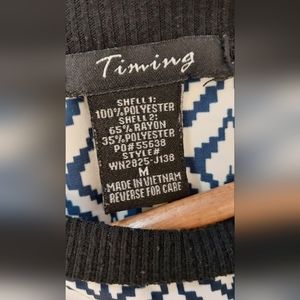 Timing
SHELL 1:
100% POLYESTER
SHELL 2:
65% RAYON
35% POLYESTER
PO# 55638
STYLE#
WN2825-J138
M
MADE IN VIETNAM
REVERSE FOR CARE